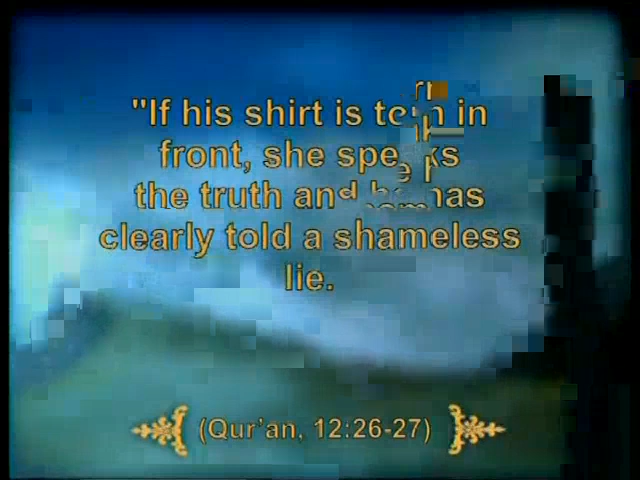 "If his shirt is torn in
front, she speaks
the truth and has
clearly told a shameless
lie.
(Qur'an, 12:26-27)